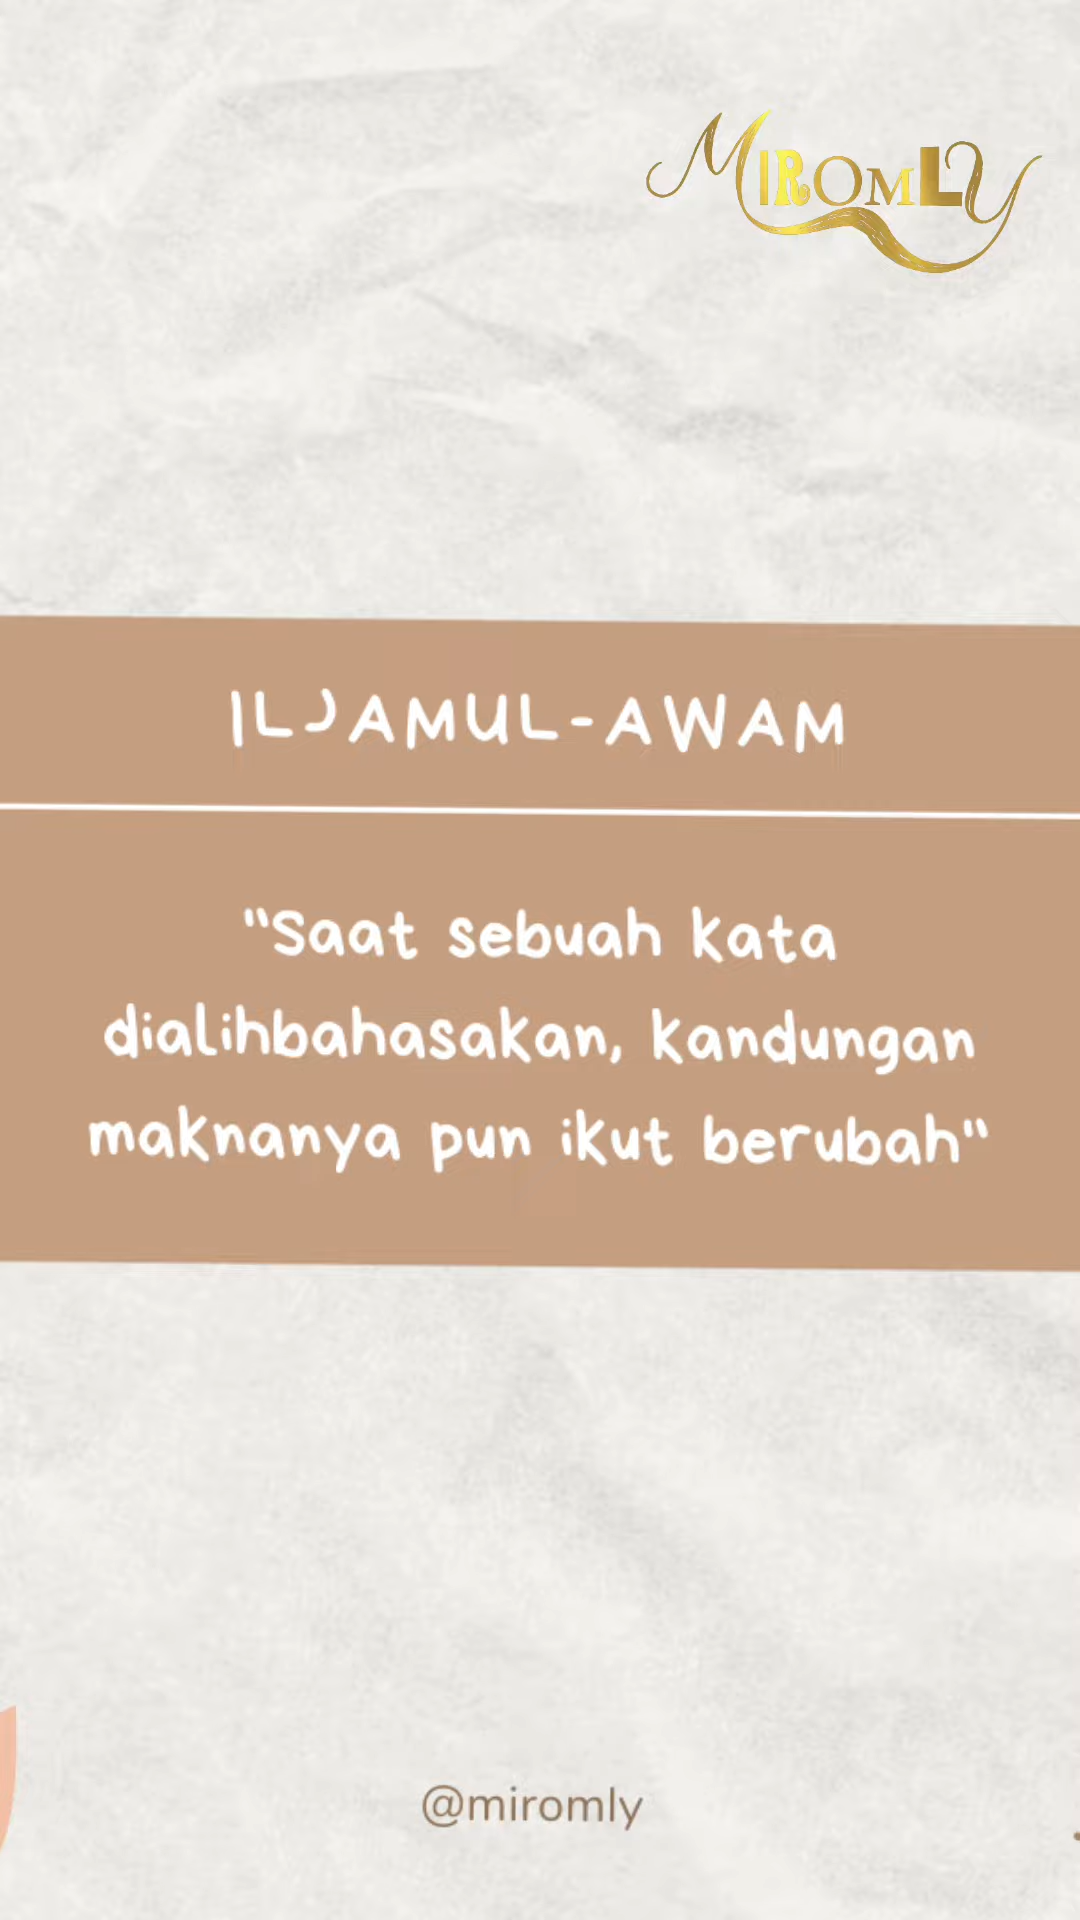 MIROMLY
ILJAMUL-AWAM
"Saat sebuah kata
dialihbahasakan, kandungan
maknanya pun ikut berubah"
@miromly